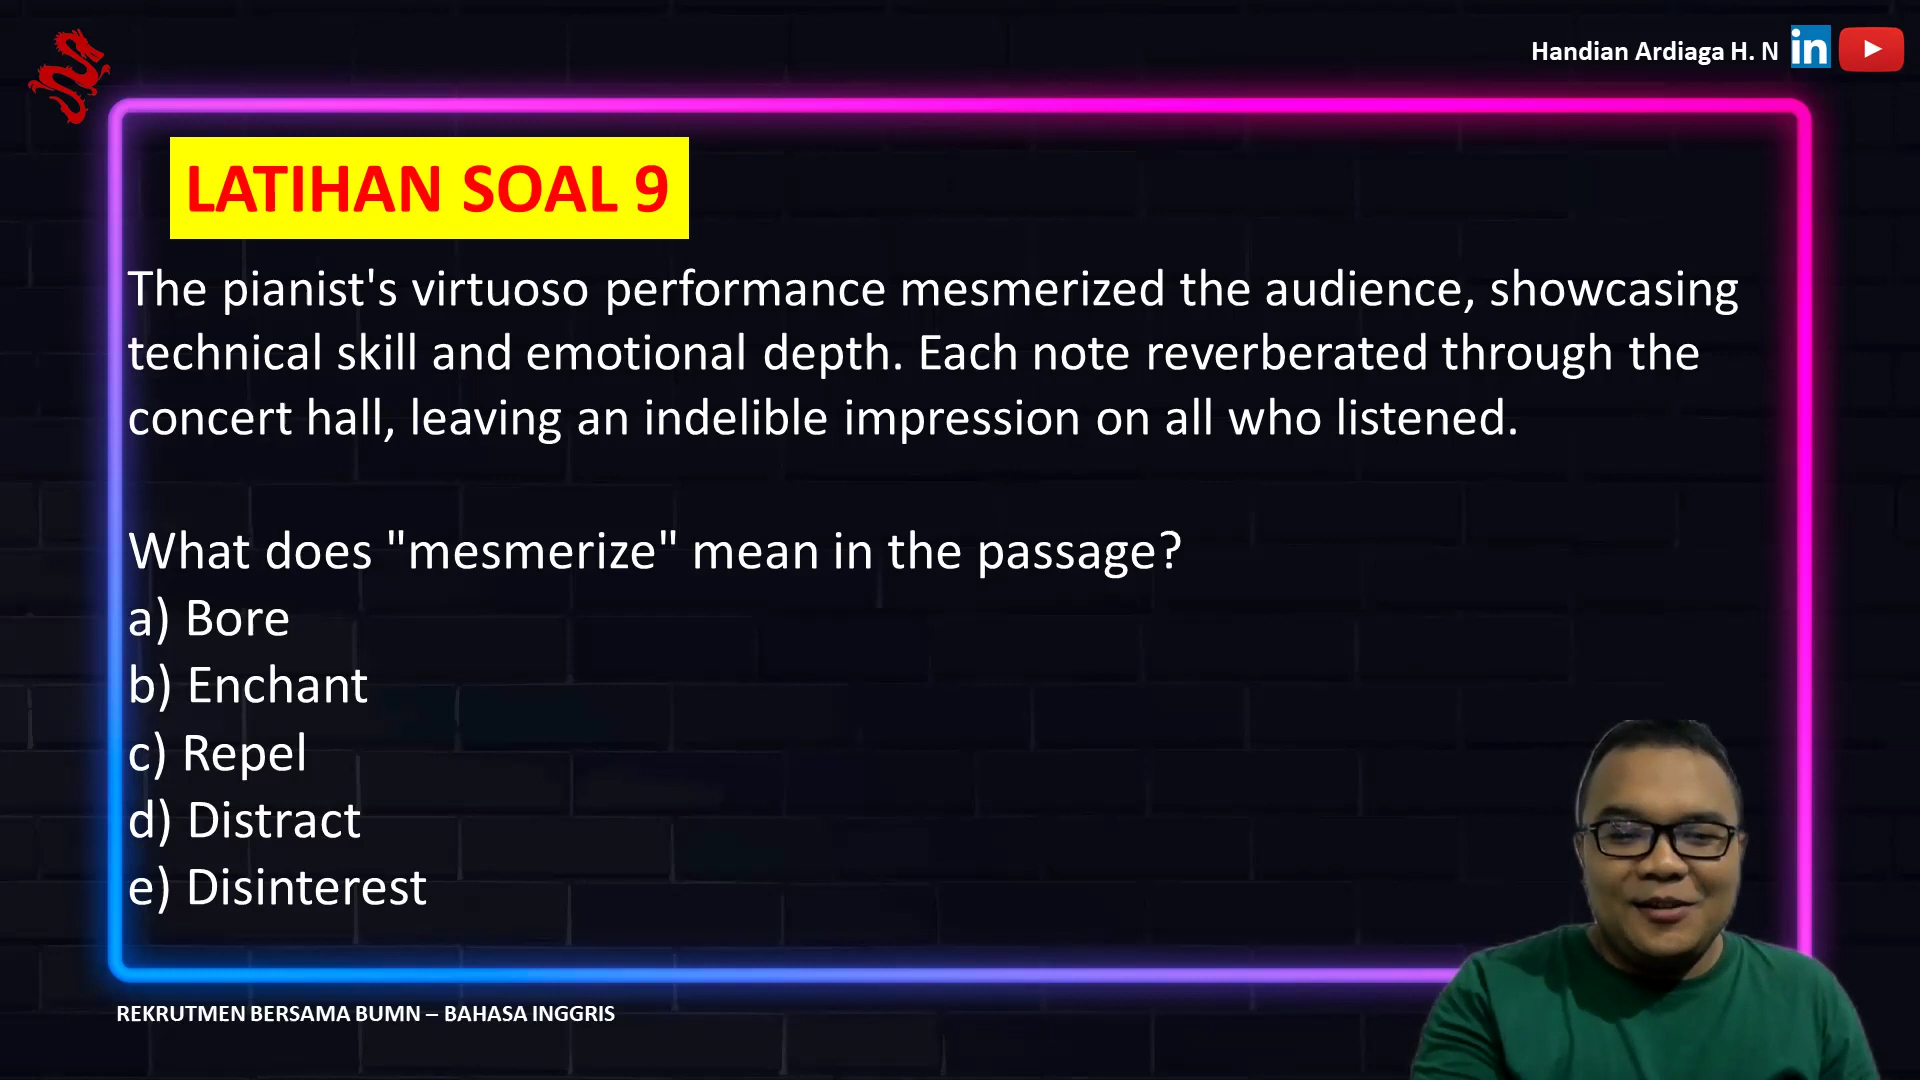 Handian Ardiaga H. N
in
LATIHAN SOAL 9
The pianist's virtuoso performance mesmerized the audience, showcasing
technical skill and emotional depth. Each note reverberated through the
concert hall, leaving an indelible impression on all who listened.
What does "mesmerize" mean in the passage?
a) Bore
b) Enchant
c) Repel
d) Distract
e) Disinterest
REKRUTMEN BERSAMA BUMN – BAHASA INGGRIS